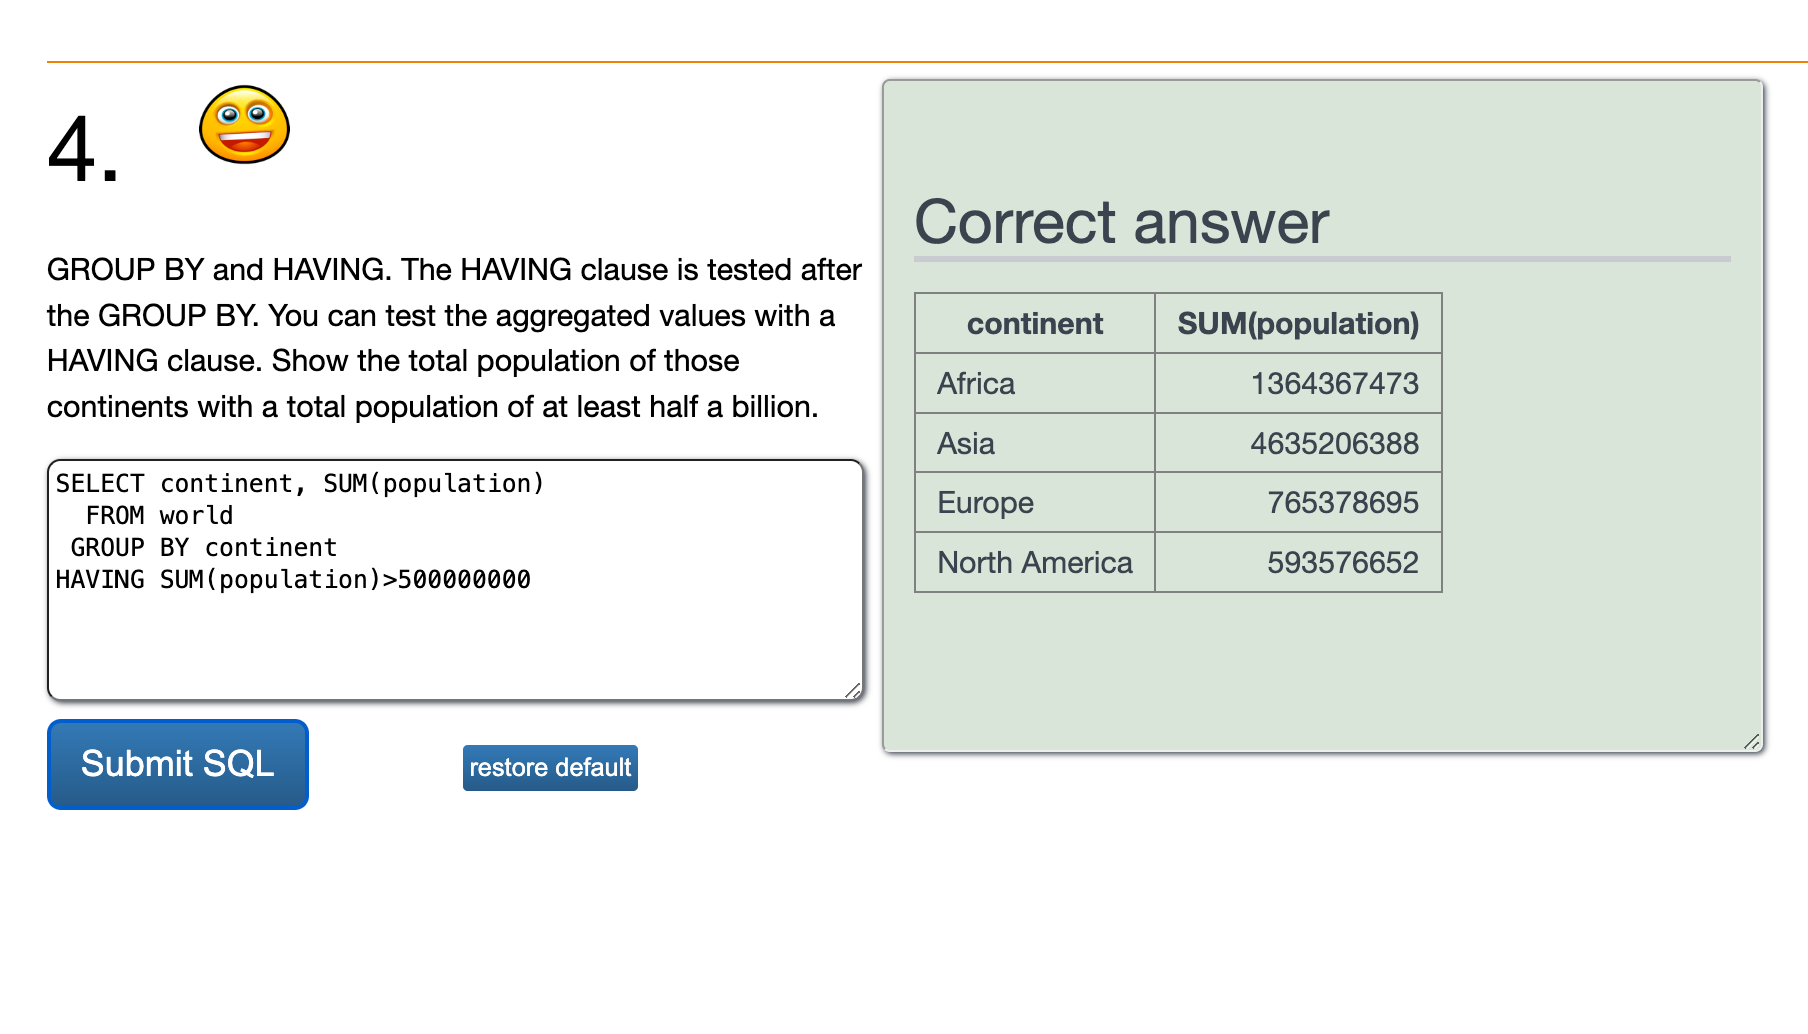 4.
GROUP BY and HAVING. The HAVING clause is tested after
the GROUP BY. You can test the aggregated values with a
HAVING clause. Show the total population of those
continents with a total population of at least half a billion.
SELECT continent, SUM(population)
  FROM world
 GROUP BY continent
HAVING SUM(population)>500000000
Submit SQL
restore default
Correct answer
continent SUM(population)
Africa 1364367473
Asia 4635206388
Europe 765378695
North America 593576652